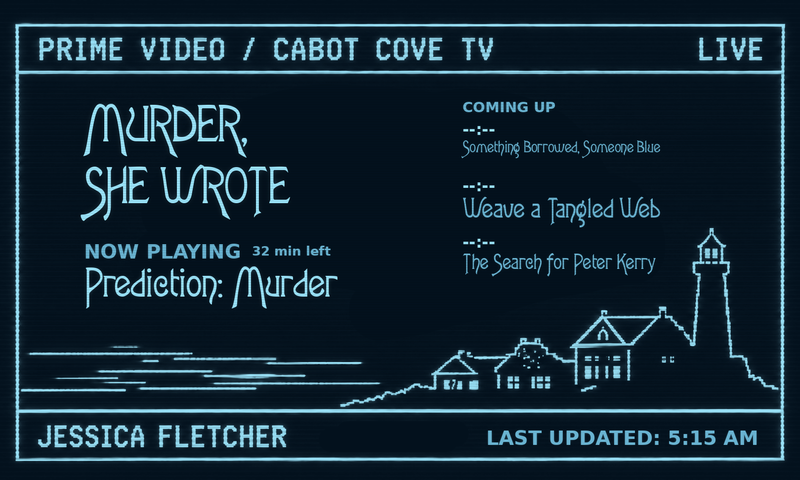 PRIME VIDEO / CABOT COVE TV
LIVE
MURDER,
SHE WROTE
NOW PLAYING 32 min left
Prediction: Murder
COMING UP
--:--
Something Borrowed, Someone Blue
--:--
Weave a Tangled Web
--:--
The Search for Peter Kerry
JESSICA FLETCHER
LAST UPDATED: 5:15 AM